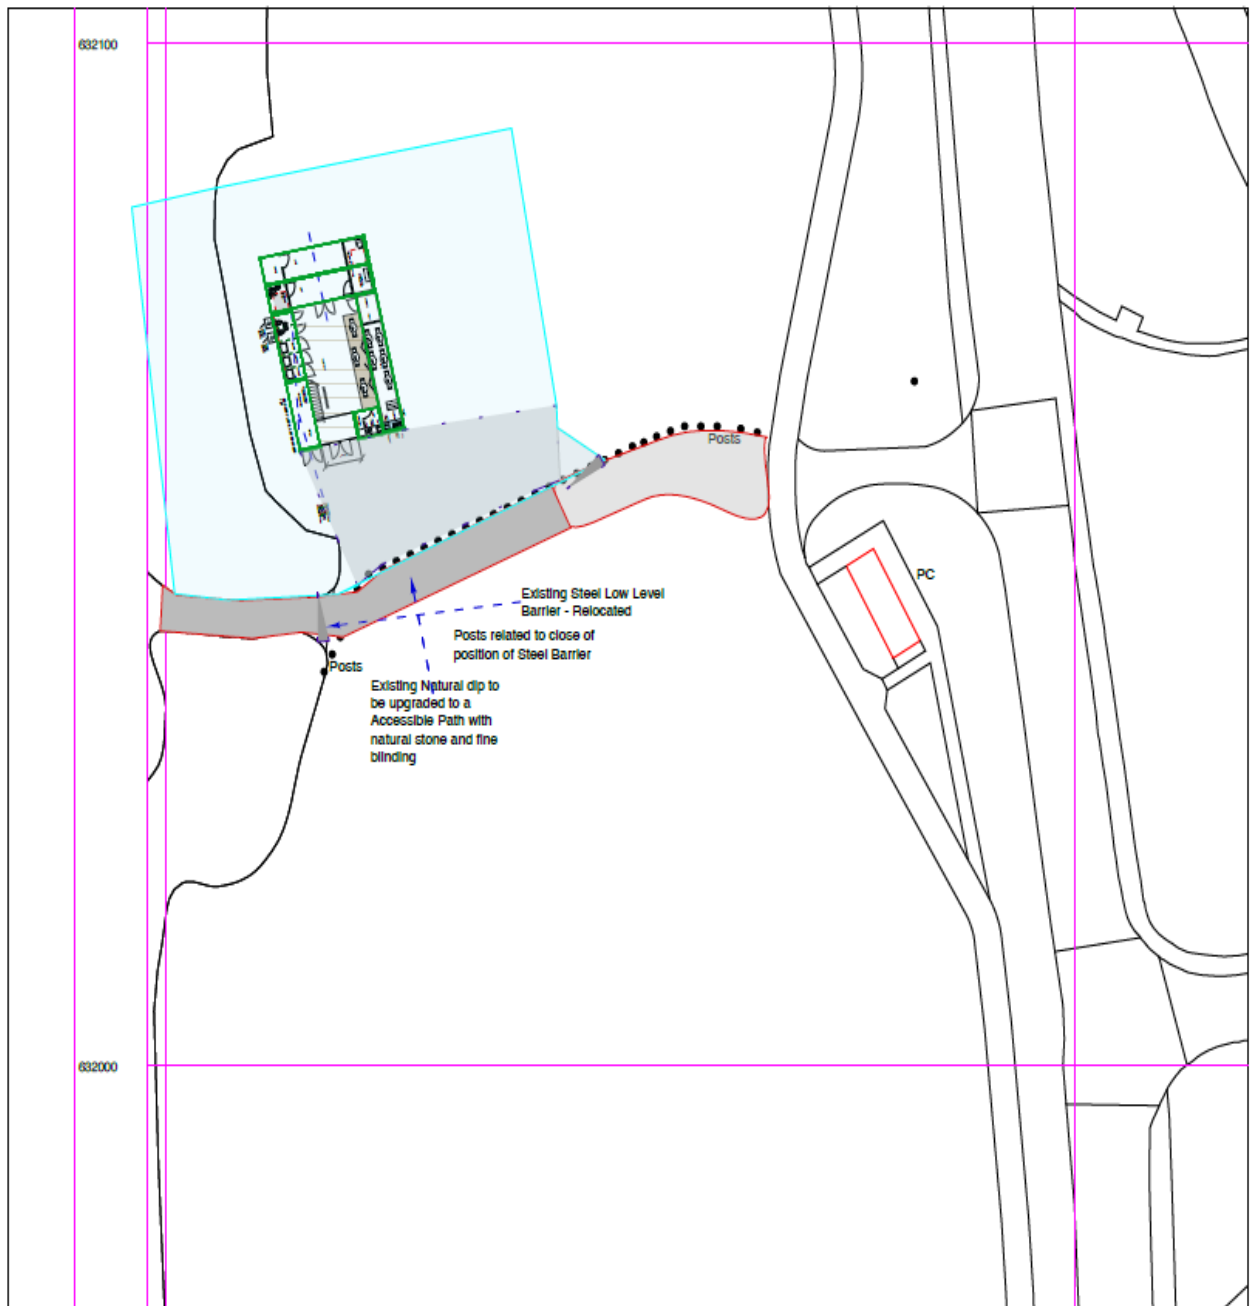 632100
Posts
PC
Existing Steel Low Level
Barrier - Relocated
Posts related to close of
position of Steel Barrier
Posts
Existing Natural dip to
be upgraded to a
Accessible Path with
natural stone and fine
blinding
632000